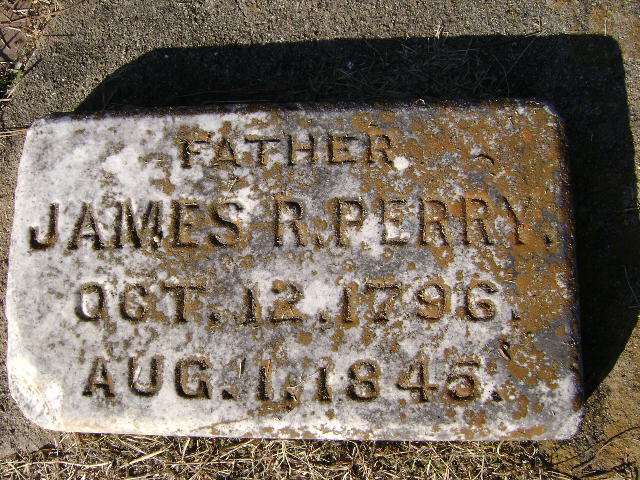 FATHER
JAMES R. PERRY.
OCT. 12, 1796.
AUG. 1, 1845.